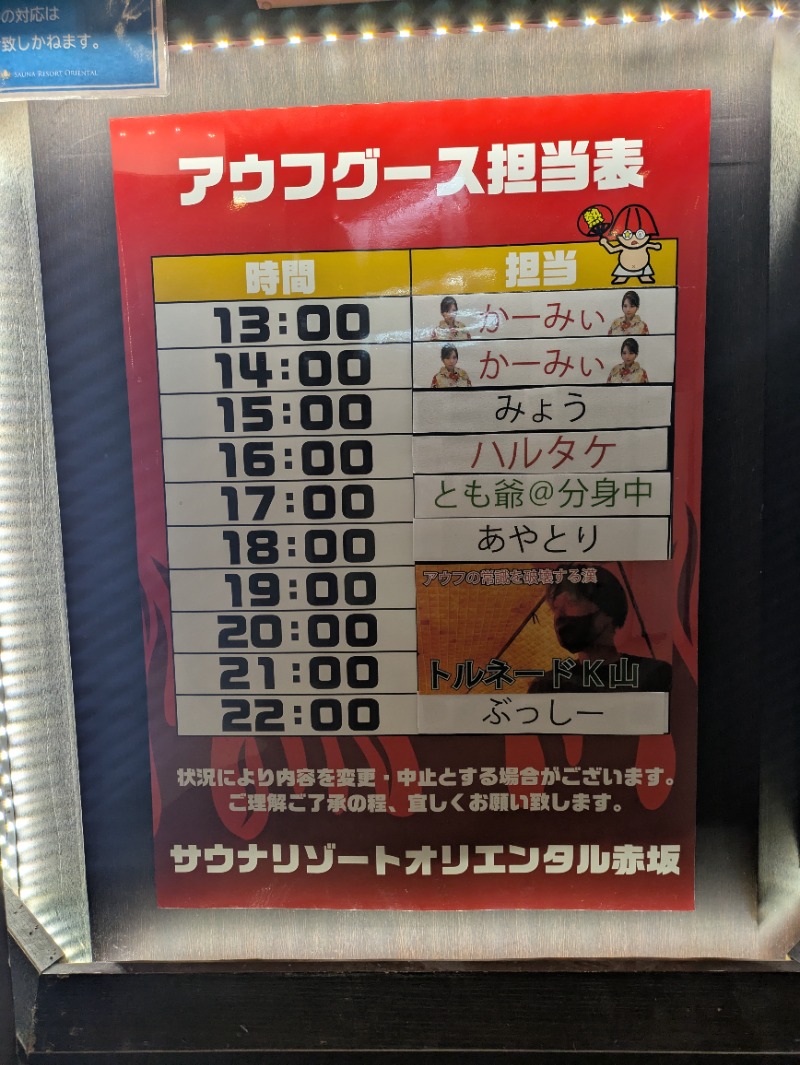 の対応は
致しかねます。
SAUNA RESORT ORIENTAL
アウフグース担当表
熱
時間 担当
13:00 かーみぃ
14:00 かーみぃ
15:00 みょう
16:00 ハルタケ
17:00 とも爺@分身中
18:00 あやとり
19:00 アウフの常識を破壊する漢
20:00
21:00 トルネードK山
22:00 ぶっしー
状況により内容を変更・中止とする場合がございます。
ご理解ご了承の程、宜しくお願い致します。
サウナリゾートオリエンタル赤坂